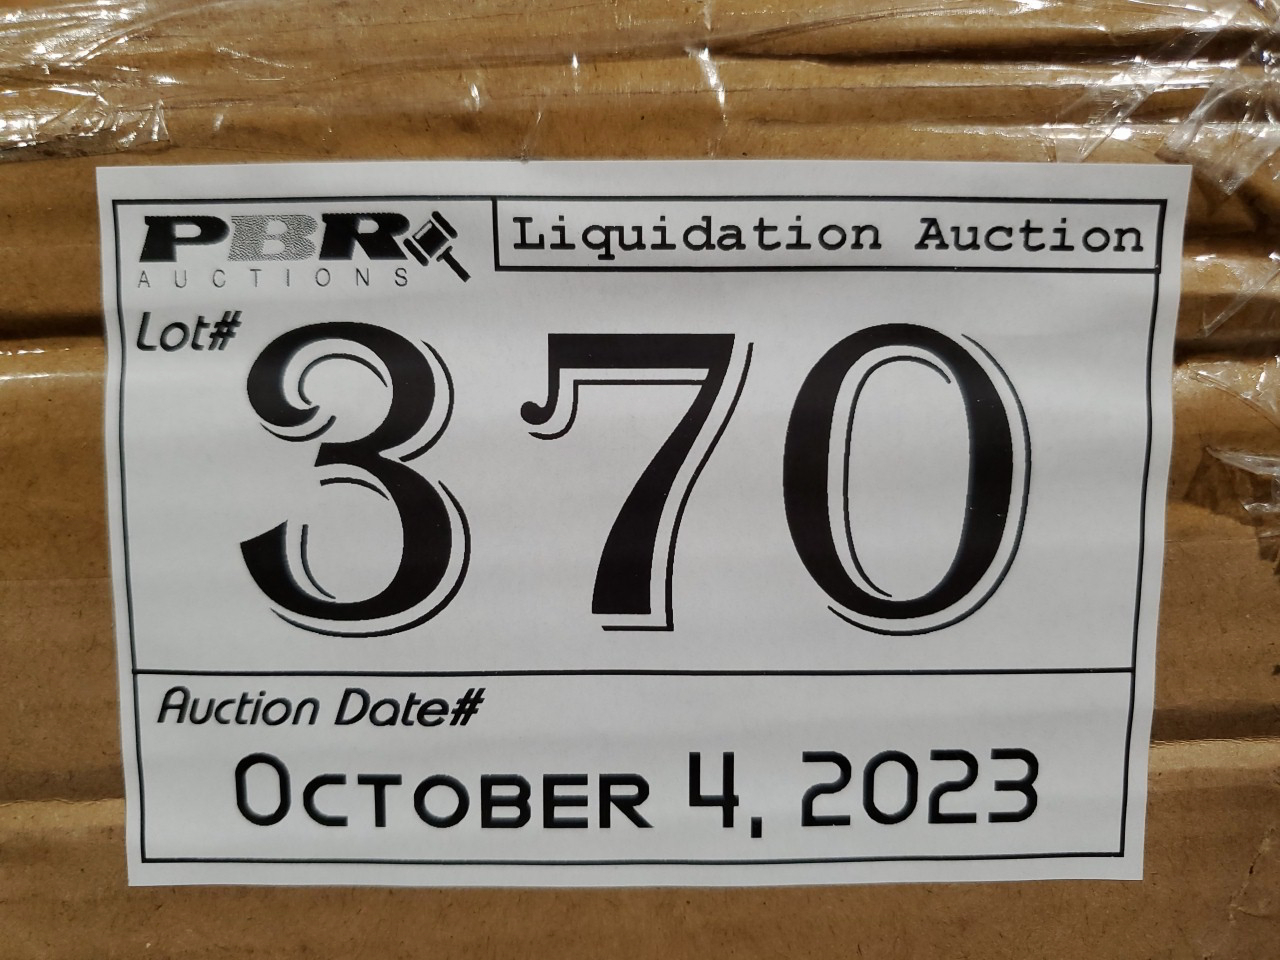 PBR
AUCTIONS
Liquidation Auction
Lot#
370
Auction Date#
October 4, 2023